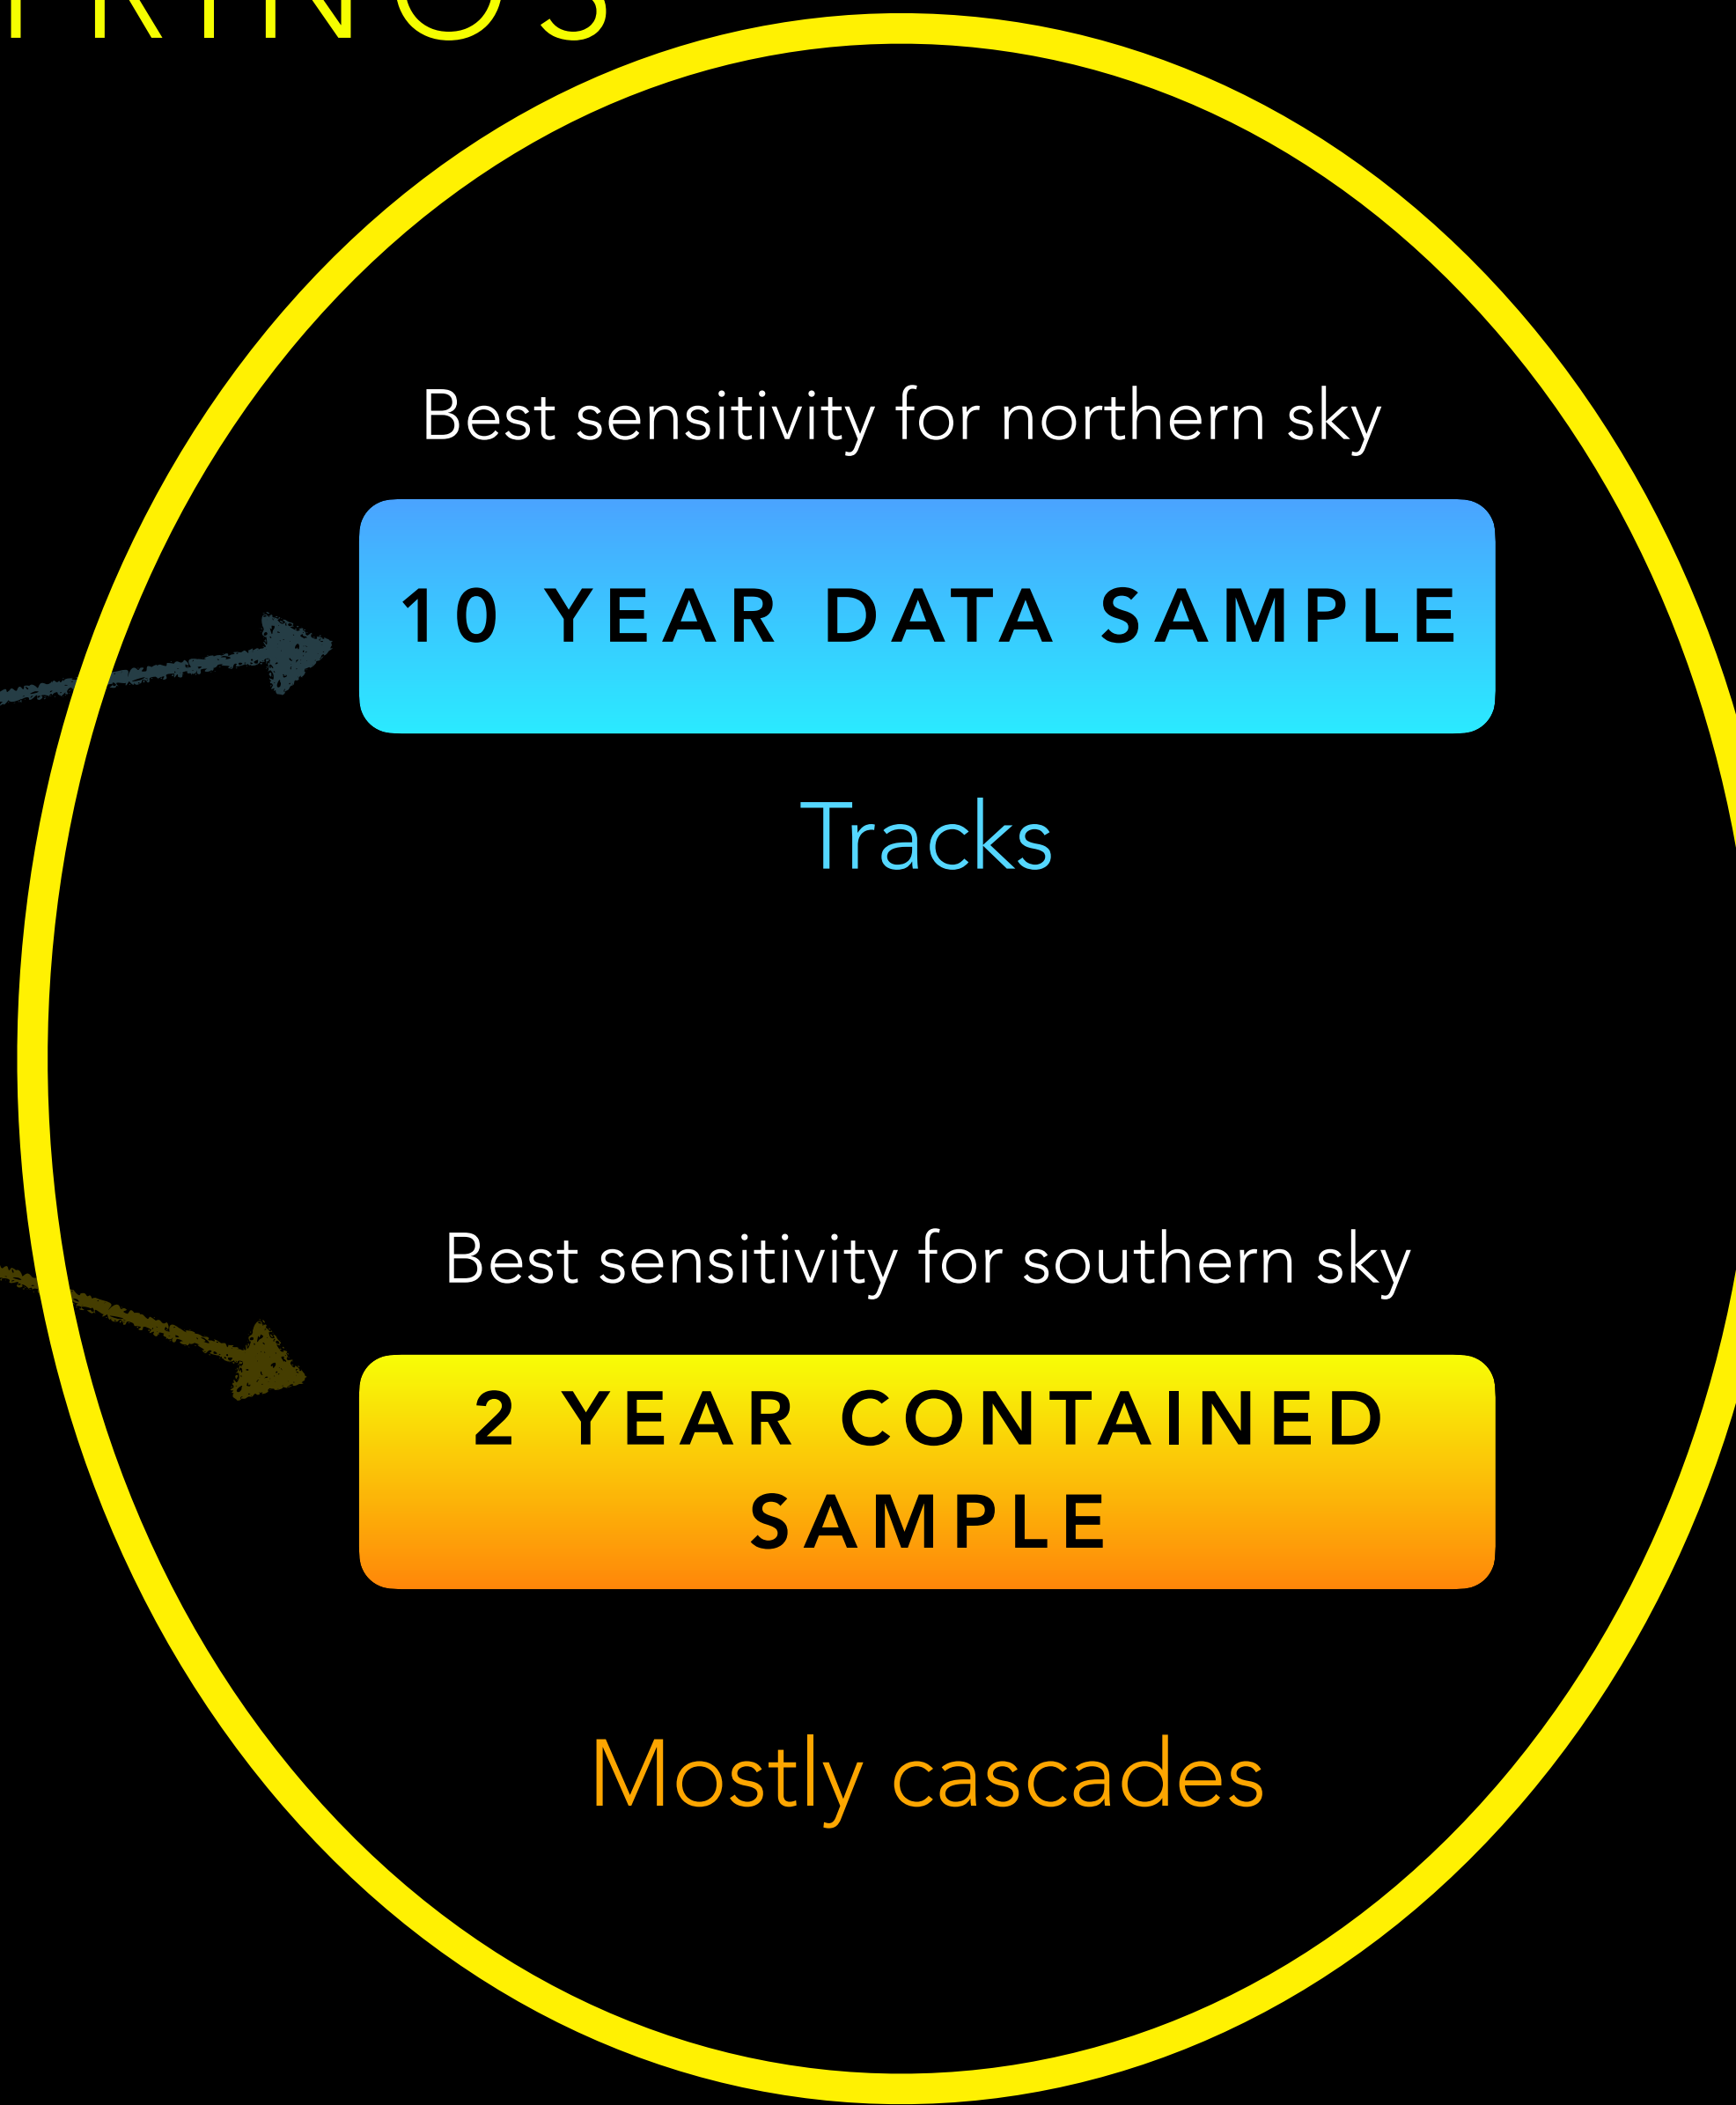 Best sensitivity for northern sky
10 YEAR DATA SAMPLE
Tracks
Best sensitivity for southern sky
2 YEAR CONTAINED
SAMPLE
Mostly cascades